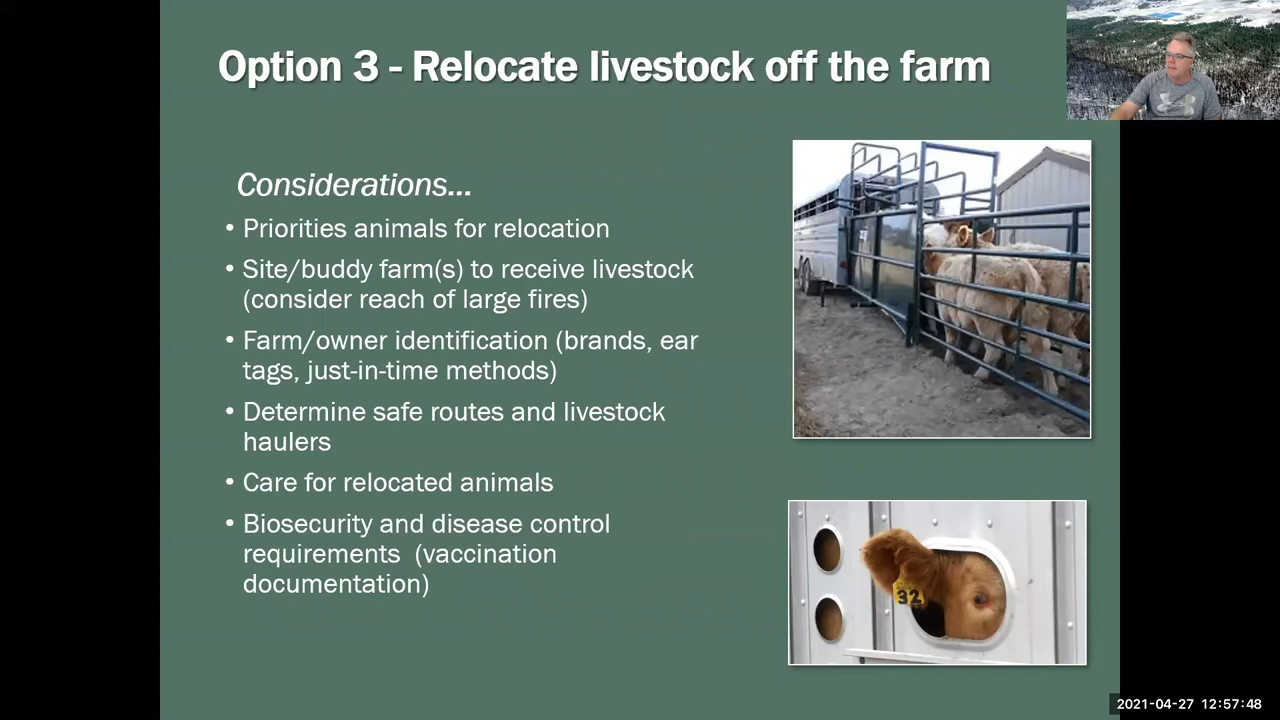 Option 3 - Relocate livestock off the farm
Considerations...
• Priorities animals for relocation
• Site/buddy farm(s) to receive livestock
(consider reach of large fires)
• Farm/owner identification (brands, ear
tags, just-in-time methods)
• Determine safe routes and livestock
haulers
• Care for relocated animals
• Biosecurity and disease control
requirements  (vaccination
documentation)
32
2021-04-27 12:57:48